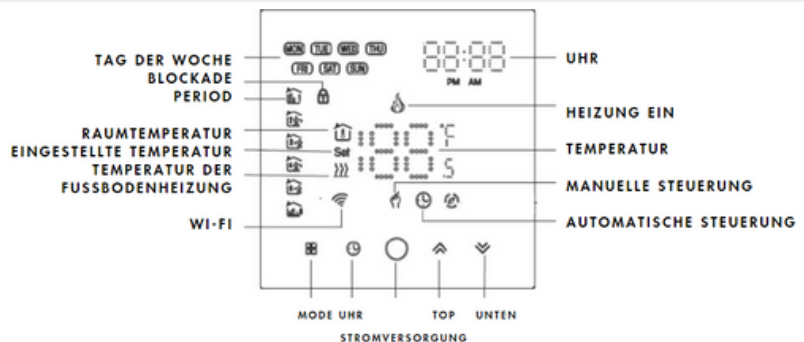 TAG DER WOCHE
BLOCKADE
PERIOD
RAUMTEMPERATUR
EINGESTELLTE TEMPERATUR
TEMPERATUR DER
FUSSBODENHEIZUNG
WI-FI
MON TUE WED THU
FRI SAT SUN
88:88
PM AM
Set
°F
.5
UHR
HEIZUNG EIN
TEMPERATUR
MANUELLE STEUERUNG
AUTOMATISCHE STEUERUNG
MODE UHR TOP UNTEN
STROMVERSORGUNG